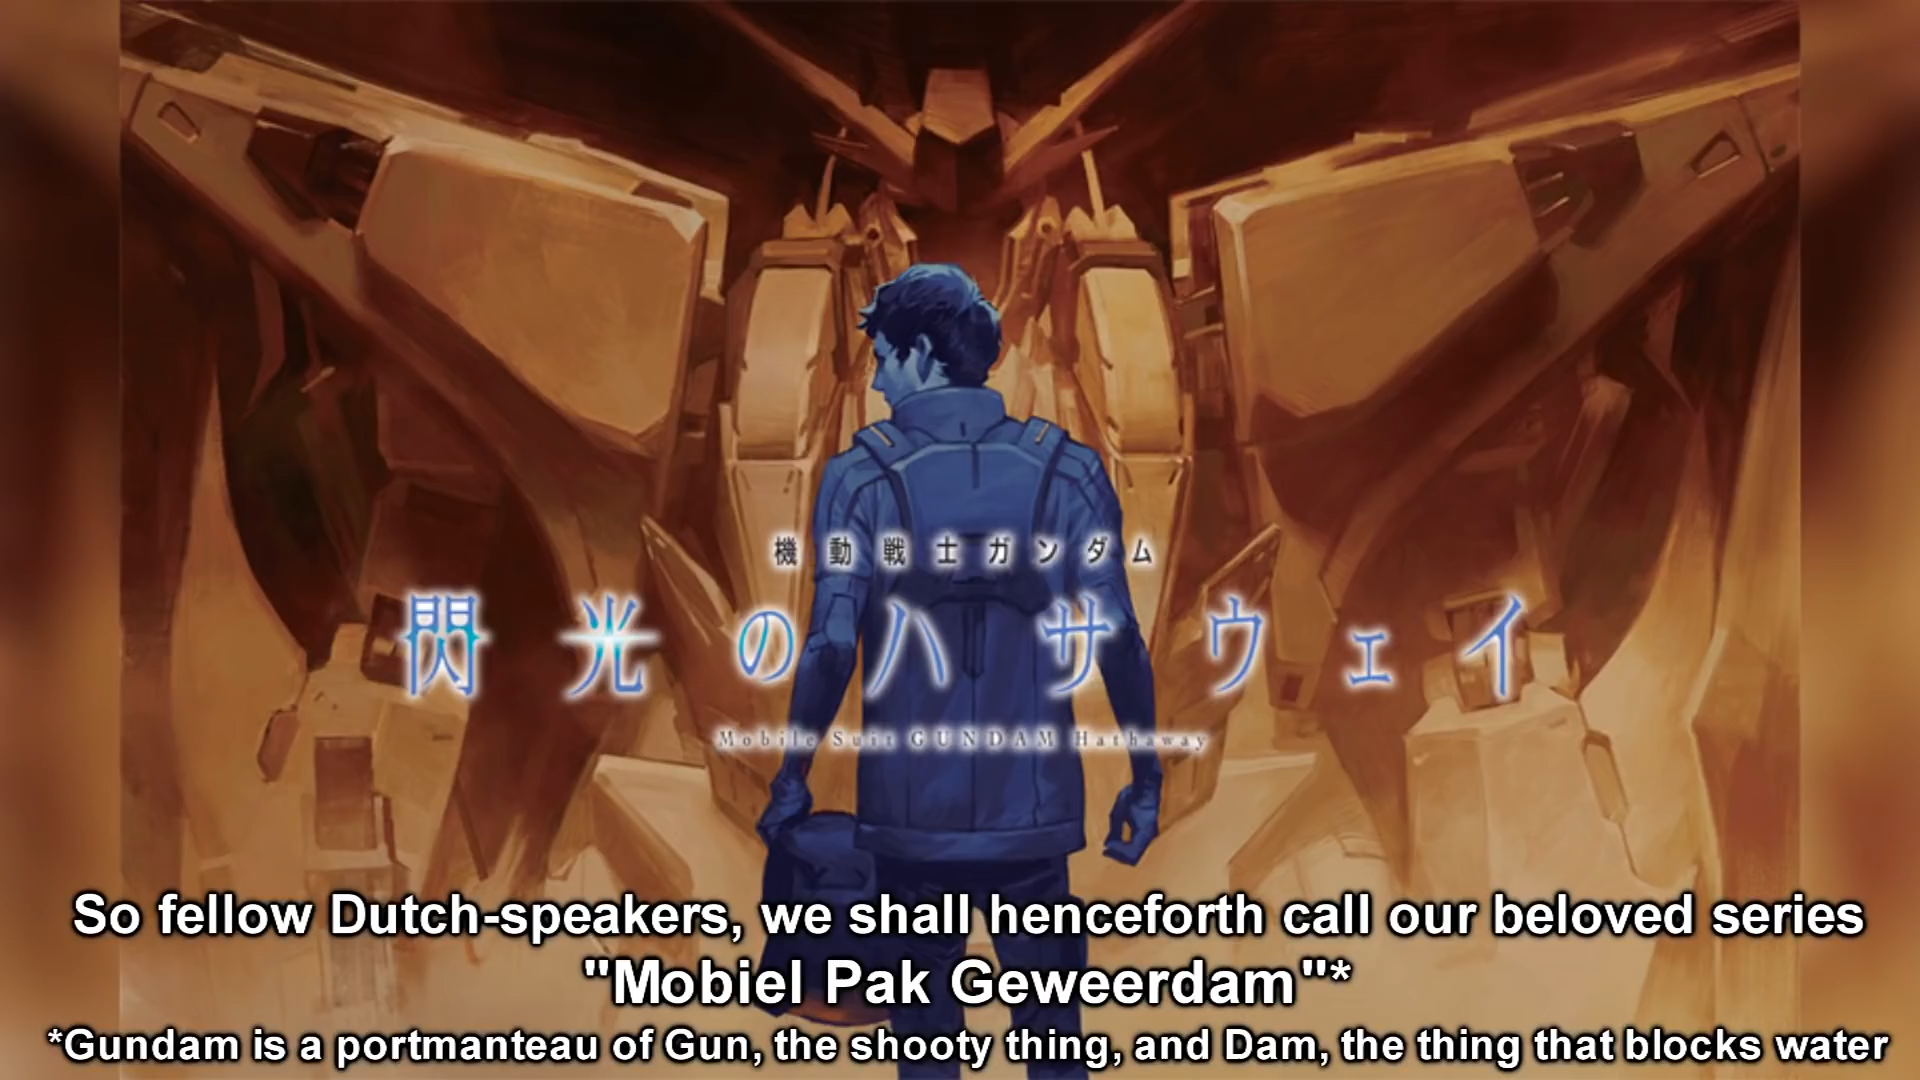 機動戦士ガンダム
閃光のハサウェイ
Mobile Suit GUNDAM Hathaway
So fellow Dutch-speakers, we shall henceforth call our beloved series
"Mobiel Pak Geweerdam"*
*Gundam is a portmanteau of Gun, the shooty thing, and Dam, the thing that blocks water